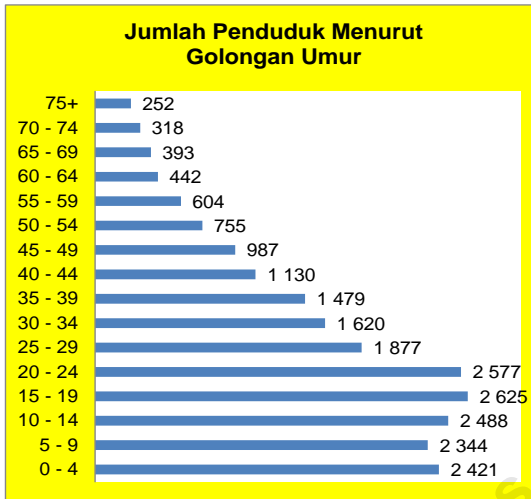 Jumlah Penduduk Menurut
Golongan Umur
75+ 252
70 - 74 318
65 - 69 393
60 - 64 442
55 - 59 604
50 - 54 755
45 - 49 987
40 - 44 1 130
35 - 39 1 479
30 - 34 1 620
25 - 29 1 877
20 - 24 2 577
15 - 19 2 625
10 - 14 2 488
5 - 9 2 344
0 - 4 2 421